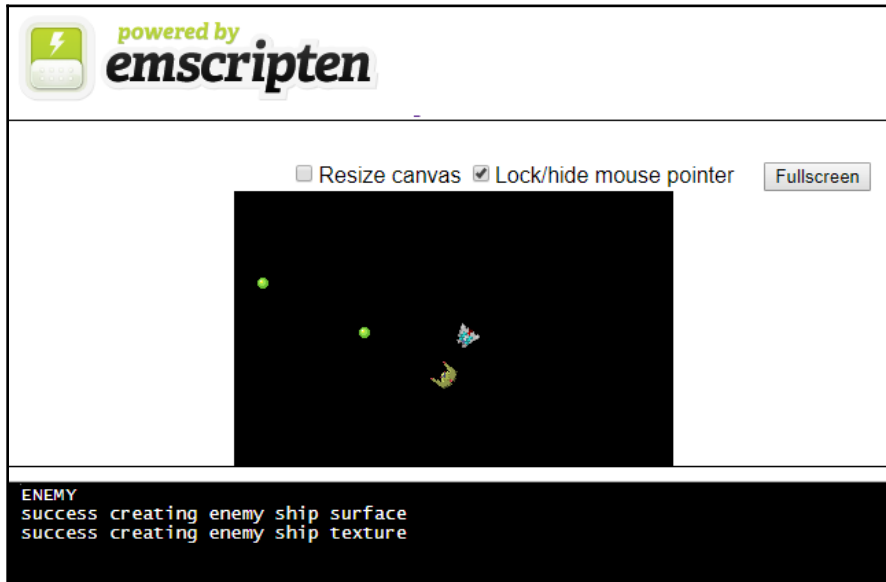 powered by
emscripten
Resize canvas Lock/hide mouse pointer Fullscreen
ENEMY
success creating enemy ship surface
success creating enemy ship texture